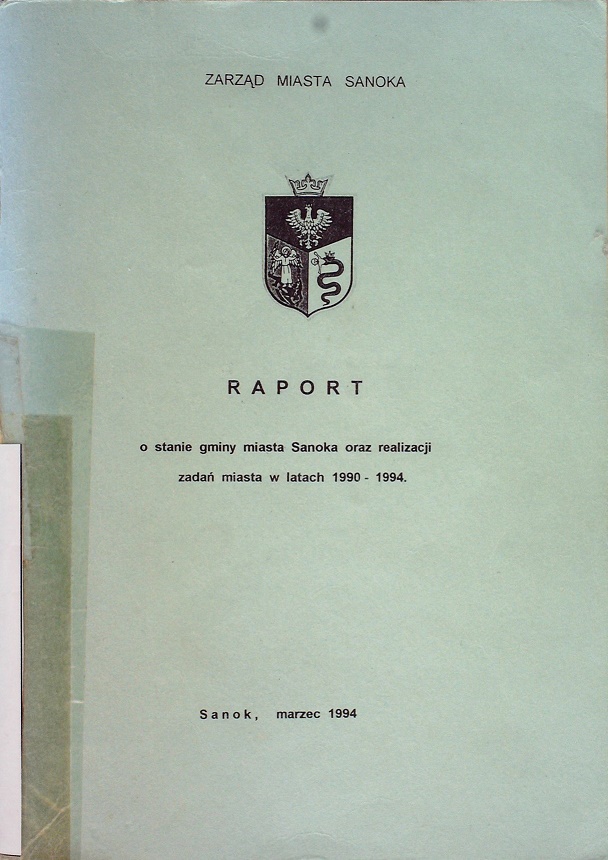 ZARZĄD MIASTA SANOKA
RAPORT
o stanie gminy miasta Sanoka oraz realizacji
zadań miasta w latach 1990 - 1994.
Sanok, marzec 1994